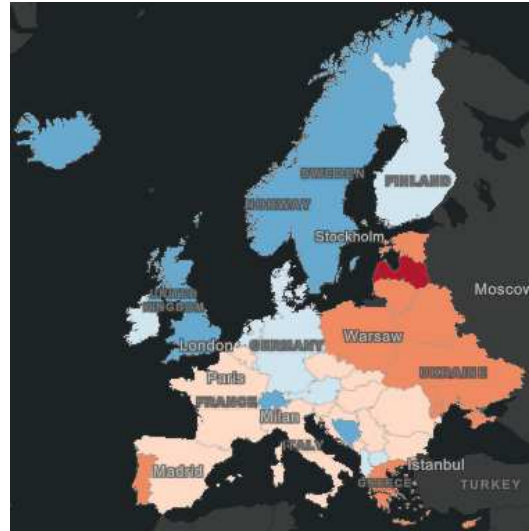 SWEDEN
FINLAND
NORWAY
Stockholm
Moscow
UNITED
KINGDOM
London
GERMANY
Warsaw
Paris
UKRAINE
FRANCE
Milan
ITALY
Madrid
Istanbul
GREECE
TURKEY